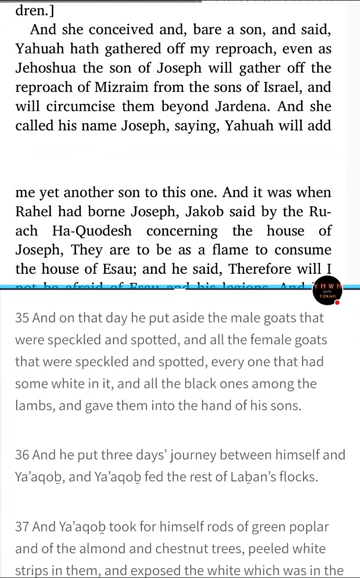 dren.]
And she conceived and, bare a son, and said,
Yahuah hath gathered off my reproach, even as
Jehoshua the son of Joseph will gather off the
reproach of Mizraim from the sons of Israel, and
will circumcise them beyond Jardena. And she
called his name Joseph, saying, Yahuah will add
me yet another son to this one. And it was when
Rahel had borne Joseph, Jakob said by the Ru-
ach Ha-Quodesh concerning the house of
Joseph, They are to be as a flame to consume
the house of Esau; and he said, Therefore will I
not be afraid of Esau and his legions. And
YHWH
35 And on that day he put aside the male goats that
were speckled and spotted, and all the female goats
that were speckled and spotted, every one that had
some white in it, and all the black ones among the
lambs, and gave them into the hand of his sons.
36 And he put three days’ journey between himself and
Ya’aqoḇ, and Ya’aqoḇ fed the rest of Laḇan’s flocks.
37 And Ya’aqoḇ took for himself rods of green poplar
and of the almond and chestnut trees, peeled white
strips in them, and exposed the white which was in the